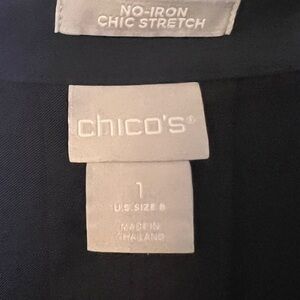 NO-IRON
CHIC STRETCH
chico's®
1
U.S. SIZE 8
MADE IN
THAILAND